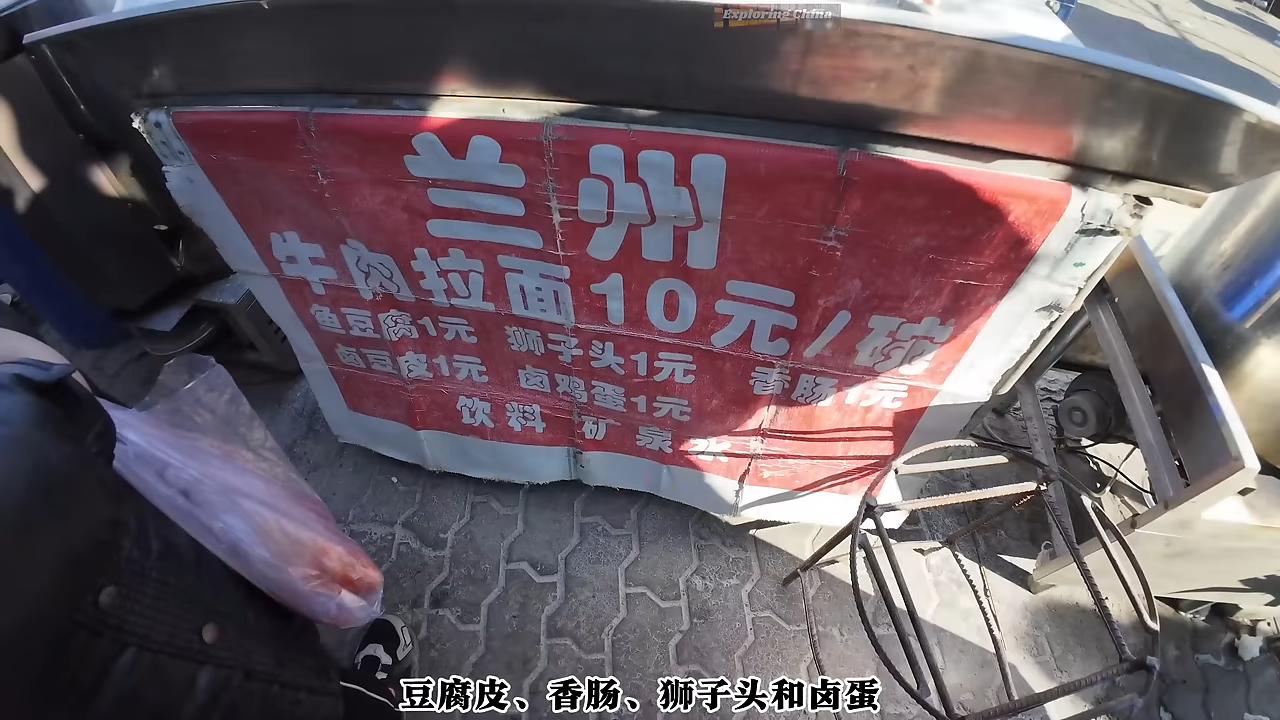 Exploring China
兰州
牛肉拉面10元/碗
鱼豆腐1元 狮子头1元 香肠1元
卤豆皮1元 卤鸡蛋1元
饮料 矿泉水
豆腐皮、香肠、狮子头和卤蛋